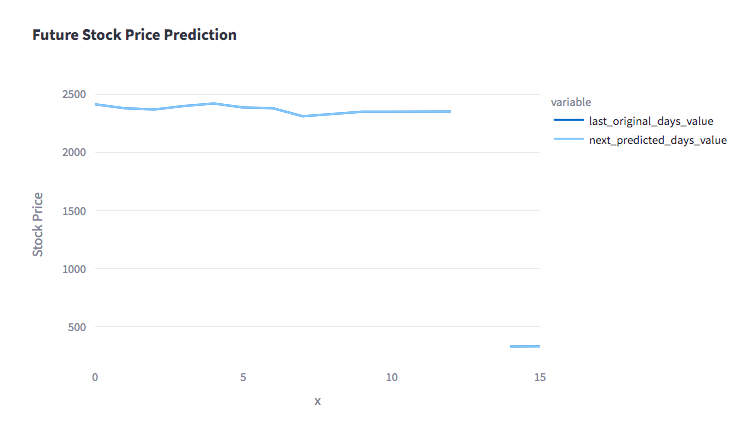 Future Stock Price Prediction
variable
last_original_days_value
next_predicted_days_value
Stock Price
2500
2000
1500
1000
500
0 5 10 15
x